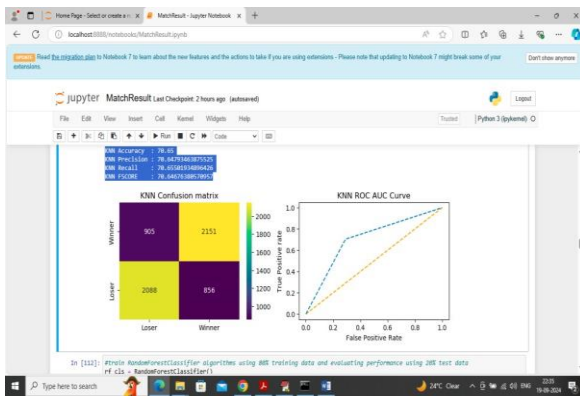 Home Page - Select or create a n
MatchResult - Jupyter Notebook
localhost:8888/notebooks/MatchResult.ipynb
UPDATE Read the migration plan to Notebook 7 to learn about the new features and the actions to take if you are using extensions - Please note that updating to Notebook 7 might break some of your
extensions.
Don't show anymore
jupyter MatchResult Last Checkpoint: 2 hours ago (autosaved)
Logout
File Edit View Insert Cell Kernel Widgets Help
Trusted
Python 3 (ipykernel)
Run
Code
KNN Accuracy : 70.65
KNN Precision : 70.64793463875525
KNN Recall : 70.65501934896426
KNN FSCORE : 70.64676380570957
KNN Confusion matrix
Winner
905
2151
Loser
2088
856
Loser
Winner
2000
1800
1600
1400
1200
1000
KNN ROC AUC Curve
True Positive rate
1.0
0.8
0.6
0.4
0.2
0.0
0.0 0.2 0.4 0.6 0.8 1.0
False Positive Rate
In [112]: #train RandomForestClassifier algorithms using 80% training data and evaluating performance using 20% test data
rf_cls = RandomForestClassifier()
Type here to search
24°C Clear
ENG
22:35
19-09-2024